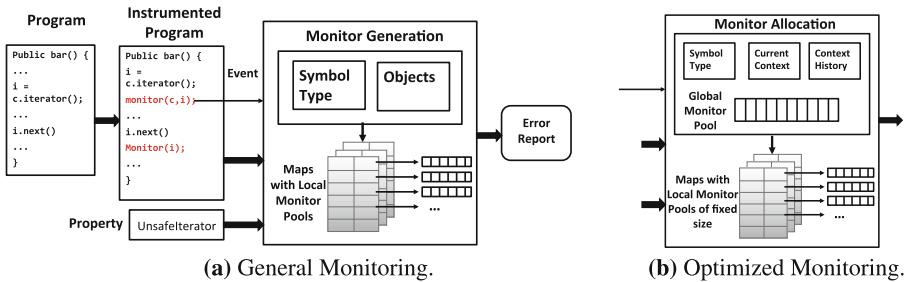 Program
Public bar() {
...
i =
c.iterator();
...
i.next()
...
}
Instrumented
Program
Public bar() {
...
i =
c.iterator();
monitor(c,i);
...
i.next()
Monitor(i);
...
}
Event
Property
UnsafeIterator
Monitor Generation
Symbol
Type
Objects
Maps
with Local
Monitor
Pools
...
Error
Report
(a) General Monitoring.
Monitor Allocation
Symbol
Type
Current
Context
Context
History
Global
Monitor
Pool
Maps with
Local Monitor
Pools of fixed
size
...
(b) Optimized Monitoring.